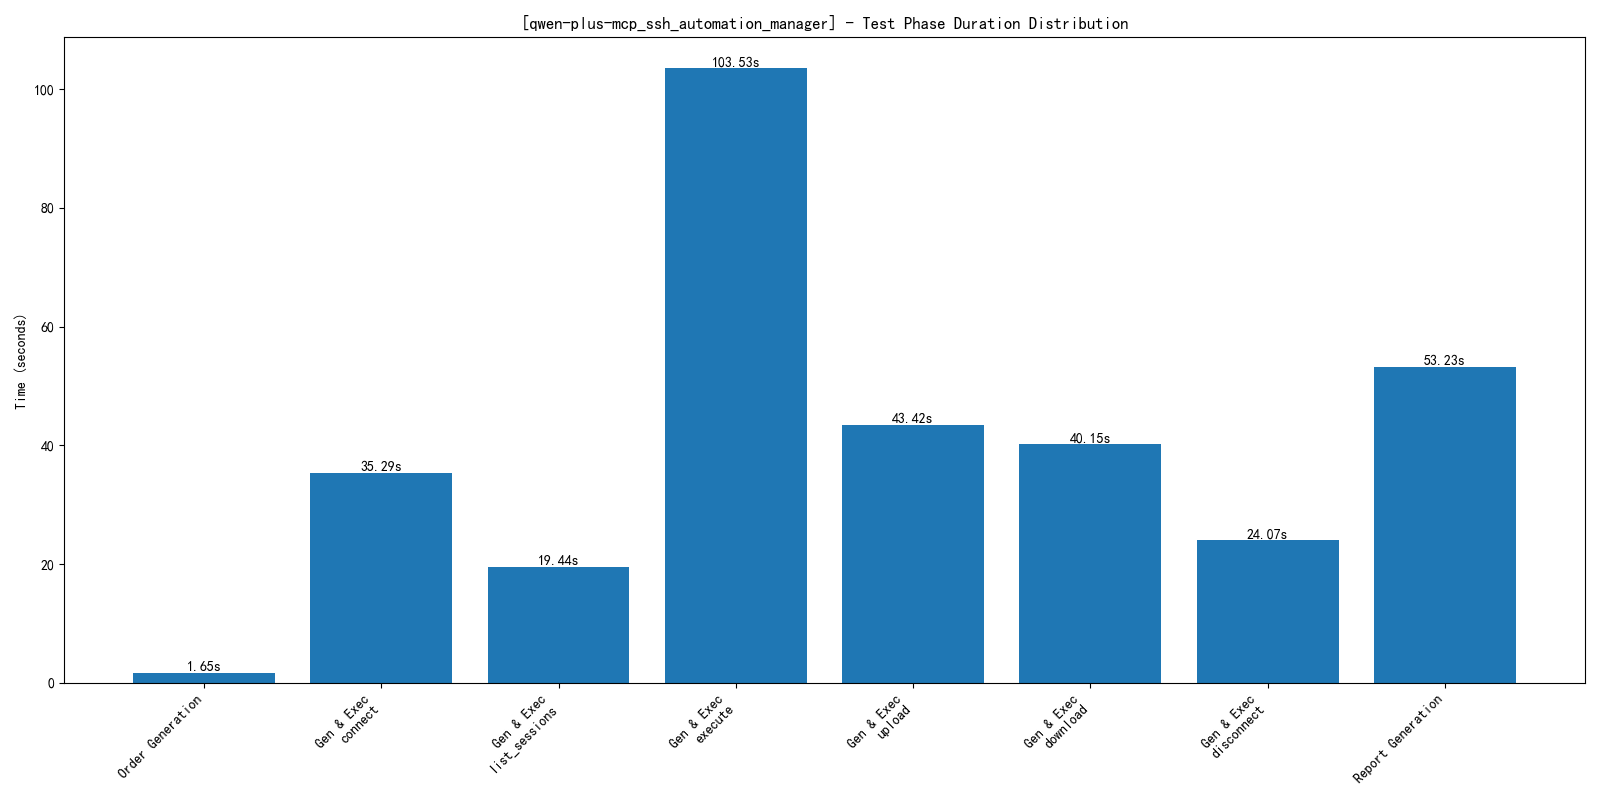 [qwen-plus-mcp_ssh_automation_manager] - Test Phase Duration Distribution
Time (seconds)
100
80
60
40
20
0
1.65s
35.29s
19.44s
103.53s
43.42s
40.15s
24.07s
53.23s
Order Generation
Gen & Exec
connect
Gen & Exec
list_sessions
Gen & Exec
execute
Gen & Exec
upload
Gen & Exec
download
Gen & Exec
disconnect
Report Generation